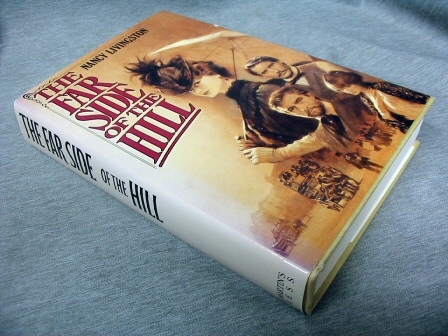 NANCY LIVINGSTON
THE
FAR
SIDE
OF THE
HILL
THE FAR SIDE OF THE HILL